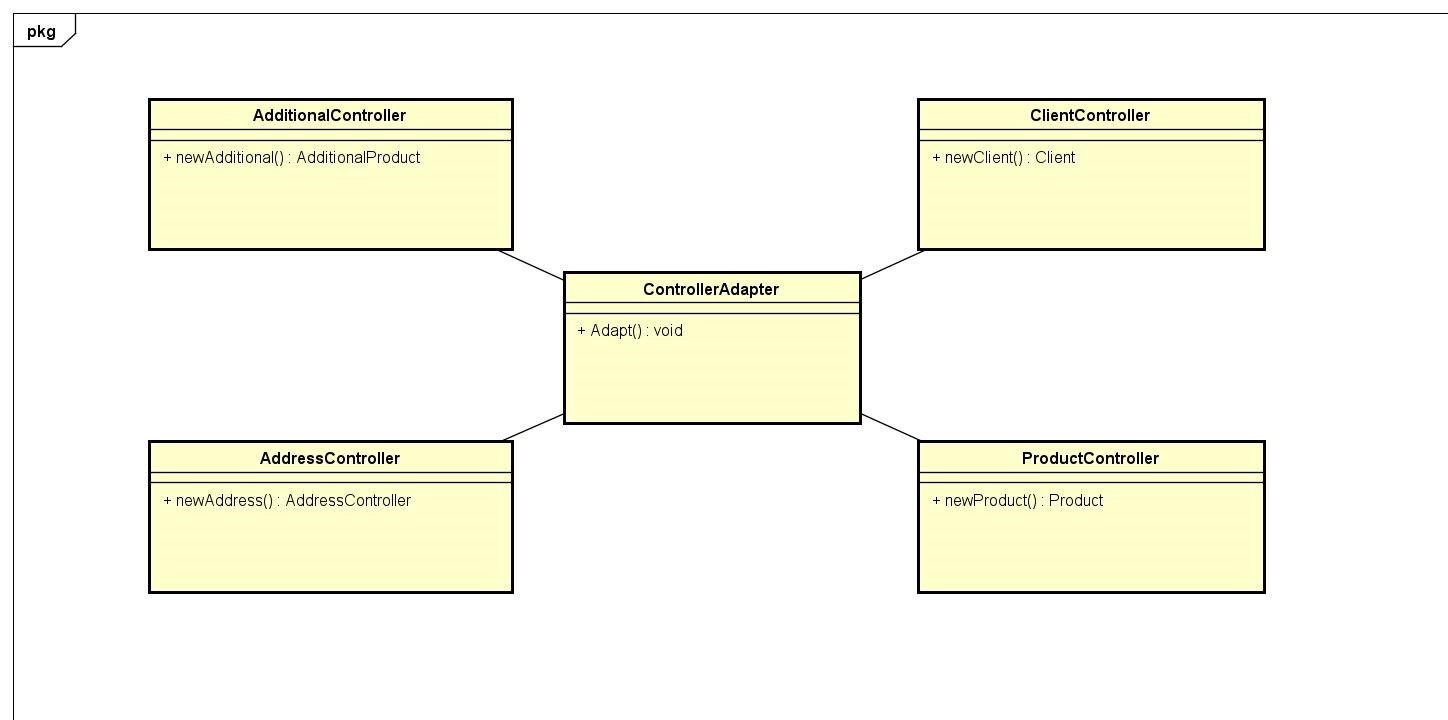 pkg
AdditionalController
+ newAdditional() : AdditionalProduct
ClientController
+ newClient() : Client
ControllerAdapter
+ Adapt() : void
AddressController
+ newAddress() : AddressController
ProductController
+ newProduct() : Product